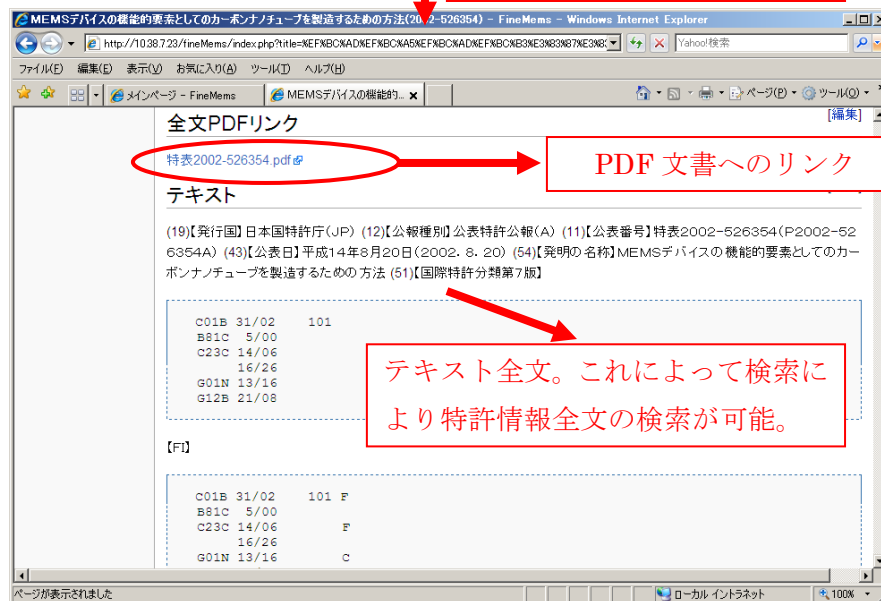 MEMSデバイスの機能的要素としてのカーボンナノチューブを製造するための方法(2002-526354) - FineMems - Windows Internet Explorer
http://10.38.7.23/fineMems/index.php?title=%EF%BC%AD%EF%BC%A5%EF%BC%AD%EF%BC%B3%E3%83%87%E3%8
Yahoo!検索
ファイル(F) 編集(E) 表示(V) お気に入り(A) ツール(T) ヘルプ(H)
メインページ - FineMems
MEMSデバイスの機能的...
ページ(P) ツール(O)
全文PDFリンク
[編集]
特表2002-526354.pdf
PDF 文書へのリンク
テキスト
(19)【発行国】日本国特許庁(JP) (12)【公報種別】公表特許公報(A) (11)【公表番号】特表2002-526354(P2002-52
6354A) (43)【公表日】平成14年8月20日(2002. 8. 20) (54)【発明の名称】MEMSデバイスの機能的要素としてのカー
ボンナノチューブを製造するための方法 (51)【国際特許分類第7版】
C01B 31/02 101
B81C 5/00
C23C 14/06
16/26
G01N 13/16
G12B 21/08
テキスト全文。これによって検索に
より特許情報全文の検索が可能。
【FI】
C01B 31/02 101 F
B81C 5/00
C23C 14/06 F
16/26
G01N 13/16 C
ページが表示されました
ローカル イントラネット
100%